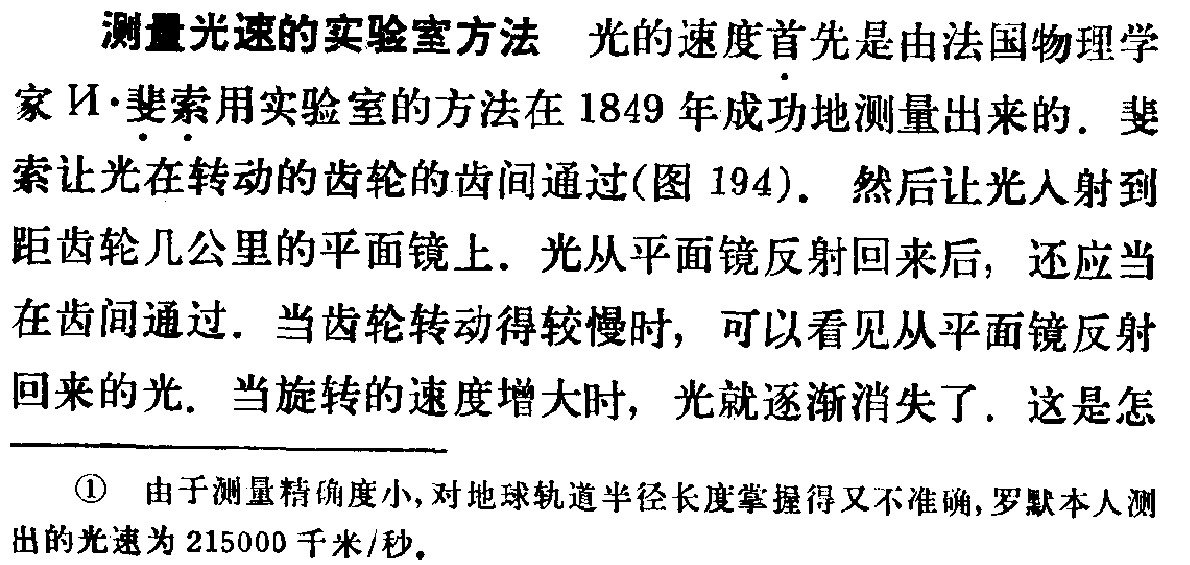 测量光速的实验室方法 光的速度首先是由法国物理学
家 И·斐索用实验室的方法在 1849 年成功地测量出来的. 斐
索让光在转动的齿轮的齿间通过(图 194). 然后让光入射到
距齿轮几公里的平面镜上. 光从平面镜反射回来后, 还应当
在齿间通过. 当齿轮转动得较慢时, 可以看见从平面镜反射
回来的光. 当旋转的速度增大时, 光就逐渐消失了. 这是怎
① 由于测量精确度小,对地球轨道半径长度掌握得又不准确,罗默本人测
出的光速为 215000 千米/秒.